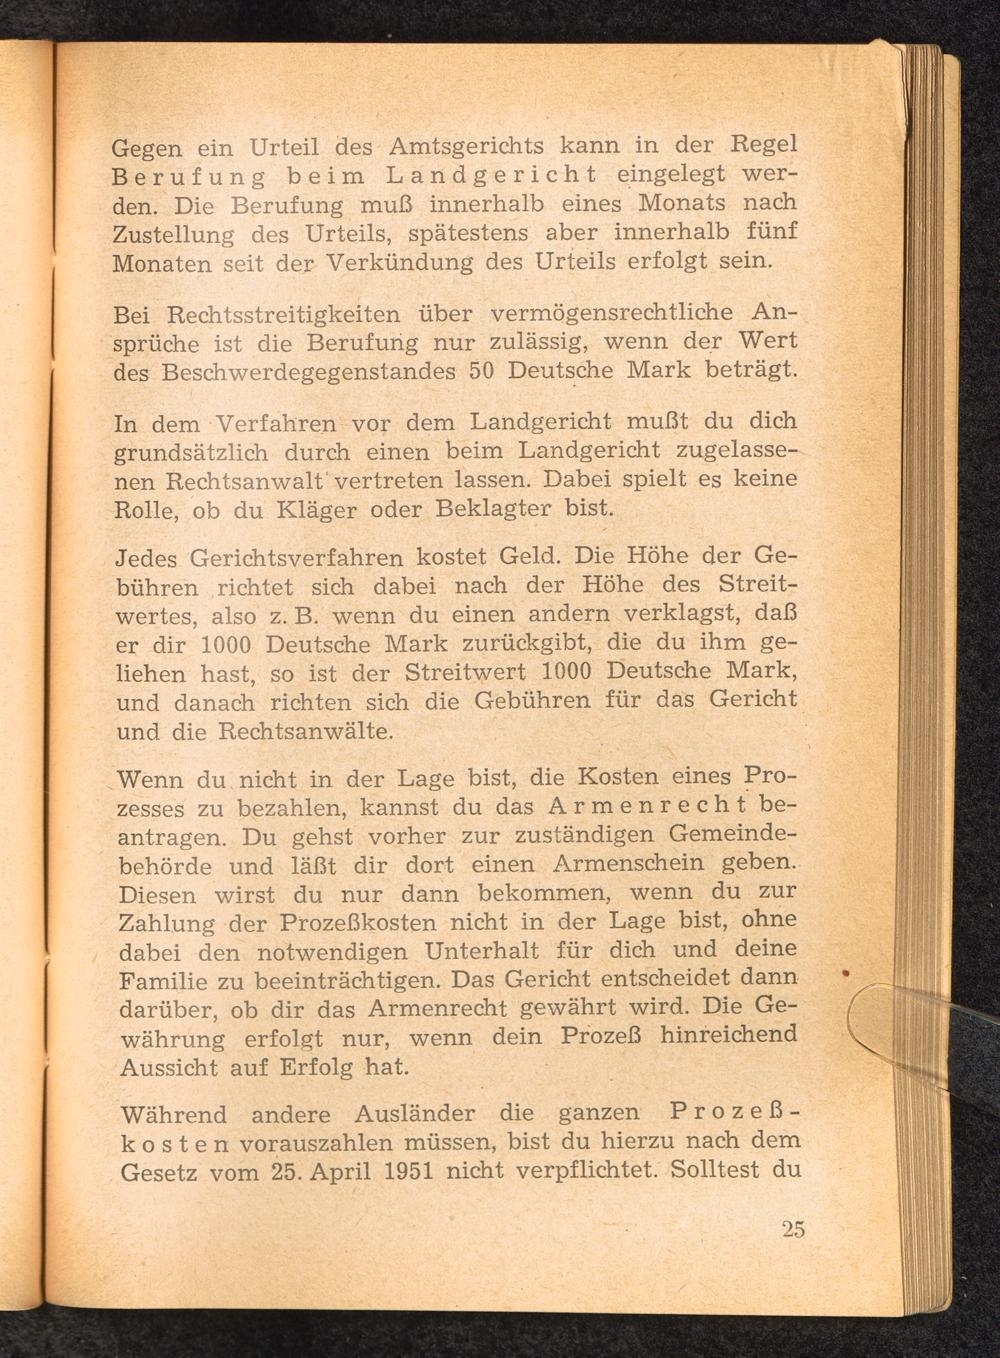 Gegen ein Urteil des Amtsgerichts kann in der Regel
Berufung beim Landgericht eingelegt wer-
den. Die Berufung muß innerhalb eines Monats nach
Zustellung des Urteils, spätestens aber innerhalb fünf
Monaten seit der Verkündung des Urteils erfolgt sein.
Bei Rechtsstreitigkeiten über vermögensrechtliche An-
sprüche ist die Berufung nur zulässig, wenn der Wert
des Beschwerdegegenstandes 50 Deutsche Mark beträgt.
In dem Verfahren vor dem Landgericht mußt du dich
grundsätzlich durch einen beim Landgericht zugelasse-
nen Rechtsanwalt vertreten lassen. Dabei spielt es keine
Rolle, ob du Kläger oder Beklagter bist.
Jedes Gerichtsverfahren kostet Geld. Die Höhe der Ge-
bühren richtet sich dabei nach der Höhe des Streit-
wertes, also z. B. wenn du einen andern verklagst, daß
er dir 1000 Deutsche Mark zurückgibt, die du ihm ge-
liehen hast, so ist der Streitwert 1000 Deutsche Mark,
und danach richten sich die Gebühren für das Gericht
und die Rechtsanwälte.
Wenn du nicht in der Lage bist, die Kosten eines Pro-
zesses zu bezahlen, kannst du das Armenrecht be-
antragen. Du gehst vorher zur zuständigen Gemeinde-
behörde und läßt dir dort einen Armenschein geben.
Diesen wirst du nur dann bekommen, wenn du zur
Zahlung der Prozeßkosten nicht in der Lage bist, ohne
dabei den notwendigen Unterhalt für dich und deine
Familie zu beeinträchtigen. Das Gericht entscheidet dann
darüber, ob dir das Armenrecht gewährt wird. Die Ge-
währung erfolgt nur, wenn dein Prozeß hinreichend
Aussicht auf Erfolg hat.
Während andere Ausländer die ganzen Prozeß-
kosten vorauszahlen müssen, bist du hierzu nach dem
Gesetz vom 25. April 1951 nicht verpflichtet. Solltest du
25